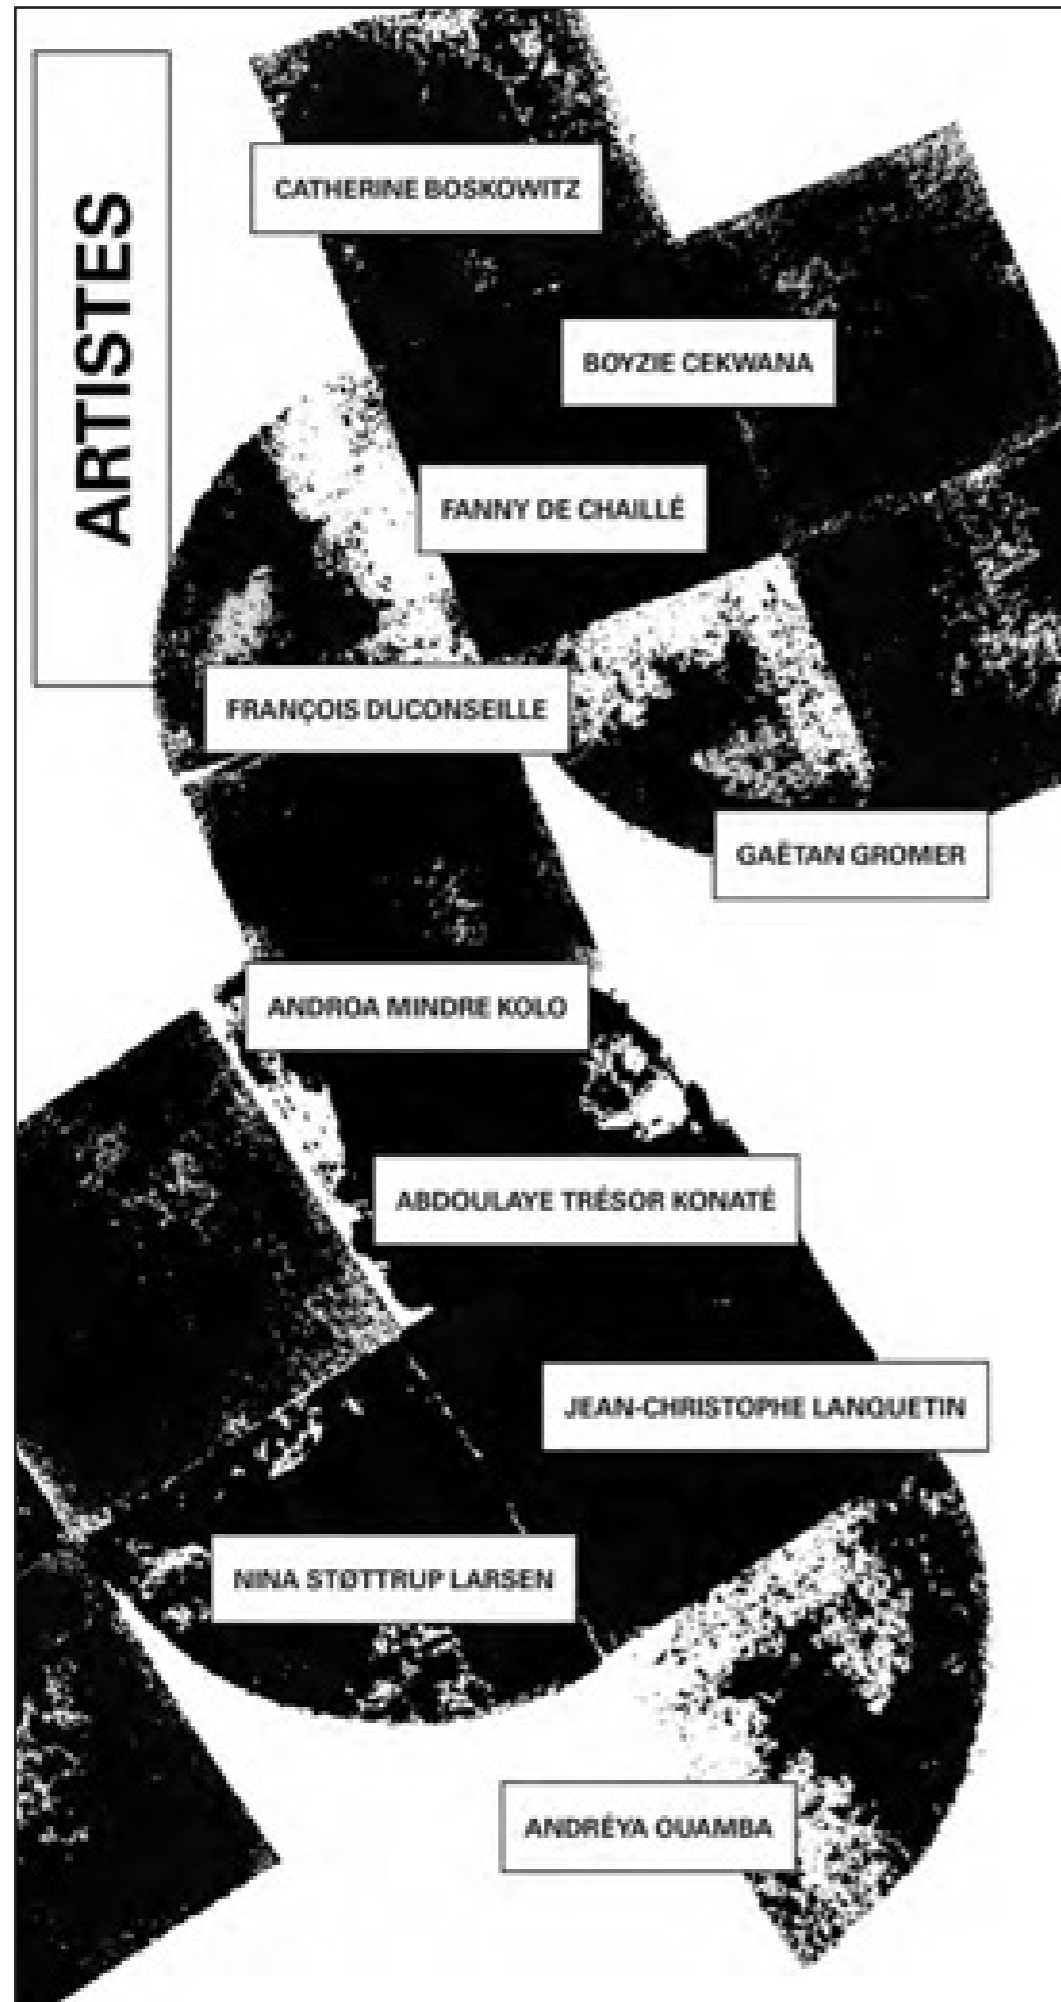 ARTISTES
CATHERINE BOSKOWITZ
BOYZIE CEKWANA
FANNY DE CHAILLÉ
FRANÇOIS DUCONSEILLE
GAËTAN GROMER
ANDROA MINDRE KOLO
ABDOULAYE TRÉSOR KONATÉ
JEAN-CHRISTOPHE LANQUETIN
NINA STØTTRUP LARSEN
ANDRÉYA OUAMBA